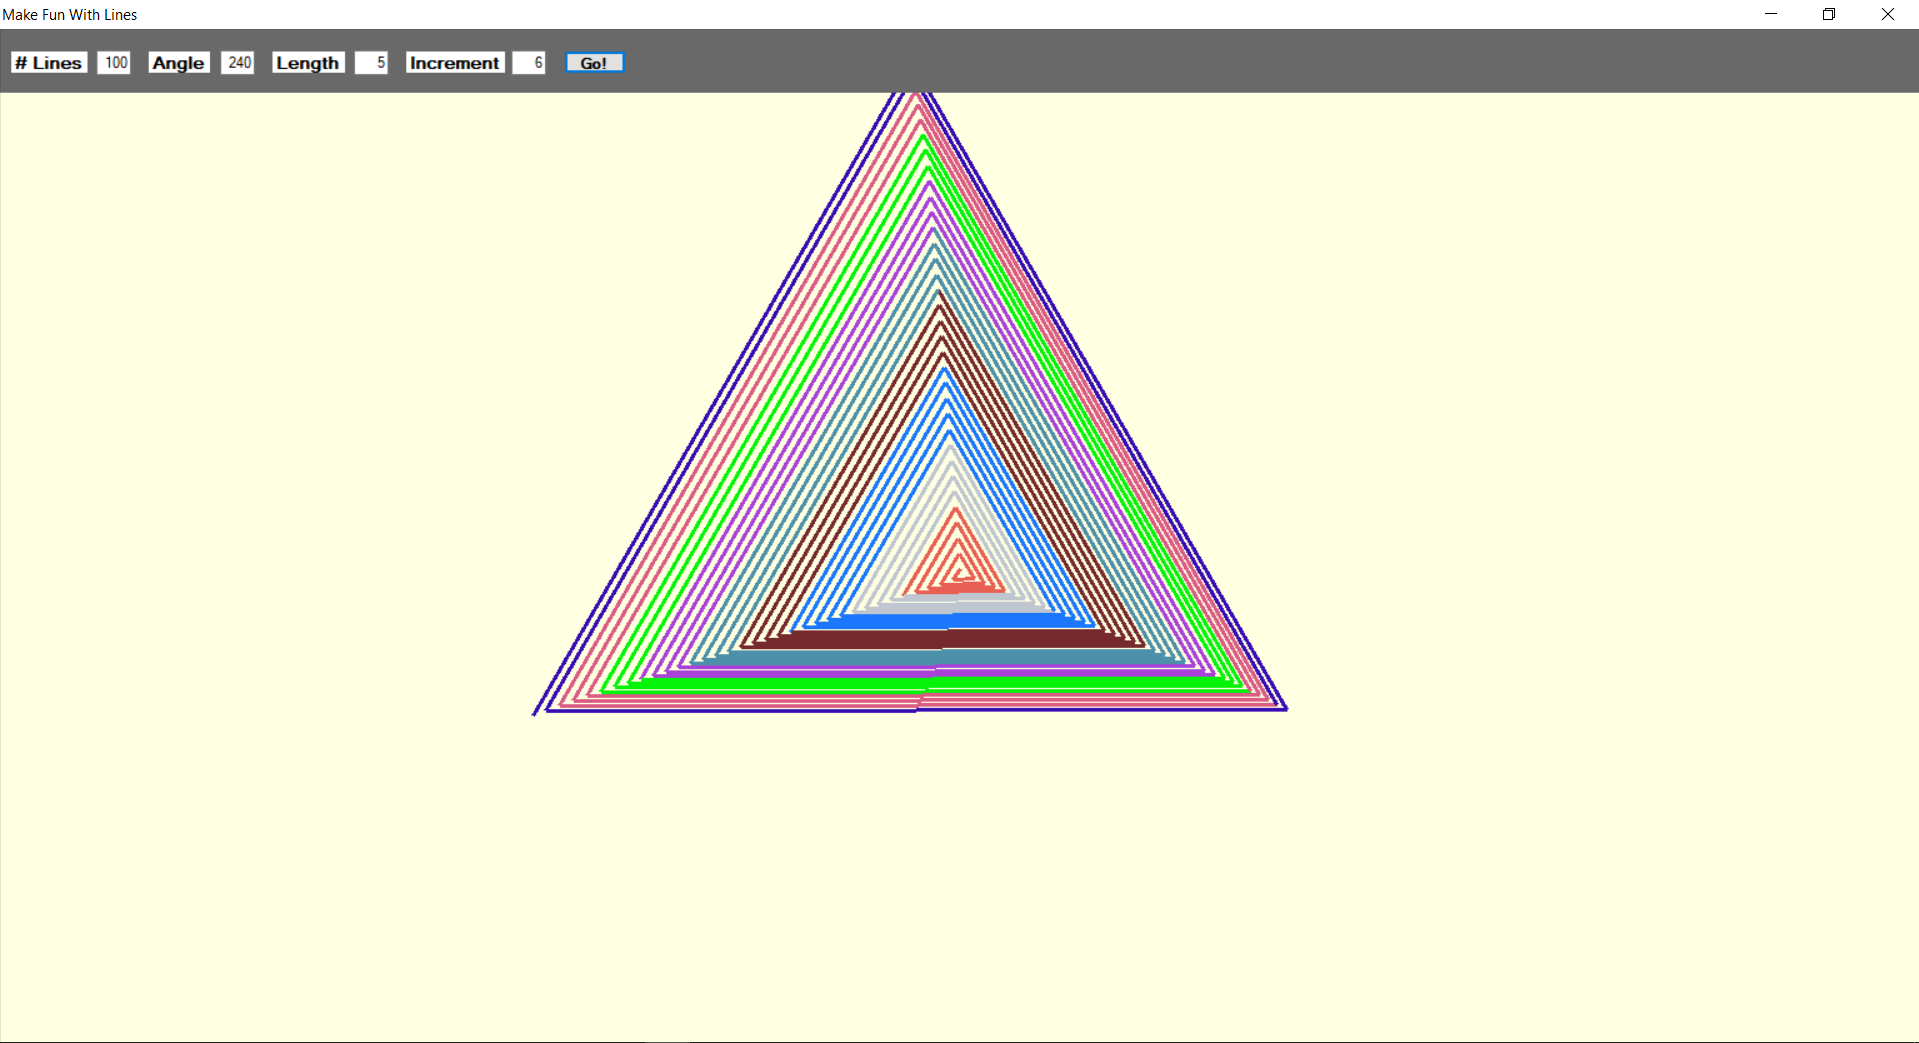 Make Fun With Lines
# Lines 100 Angle 240 Length 5 Increment 6 Go!